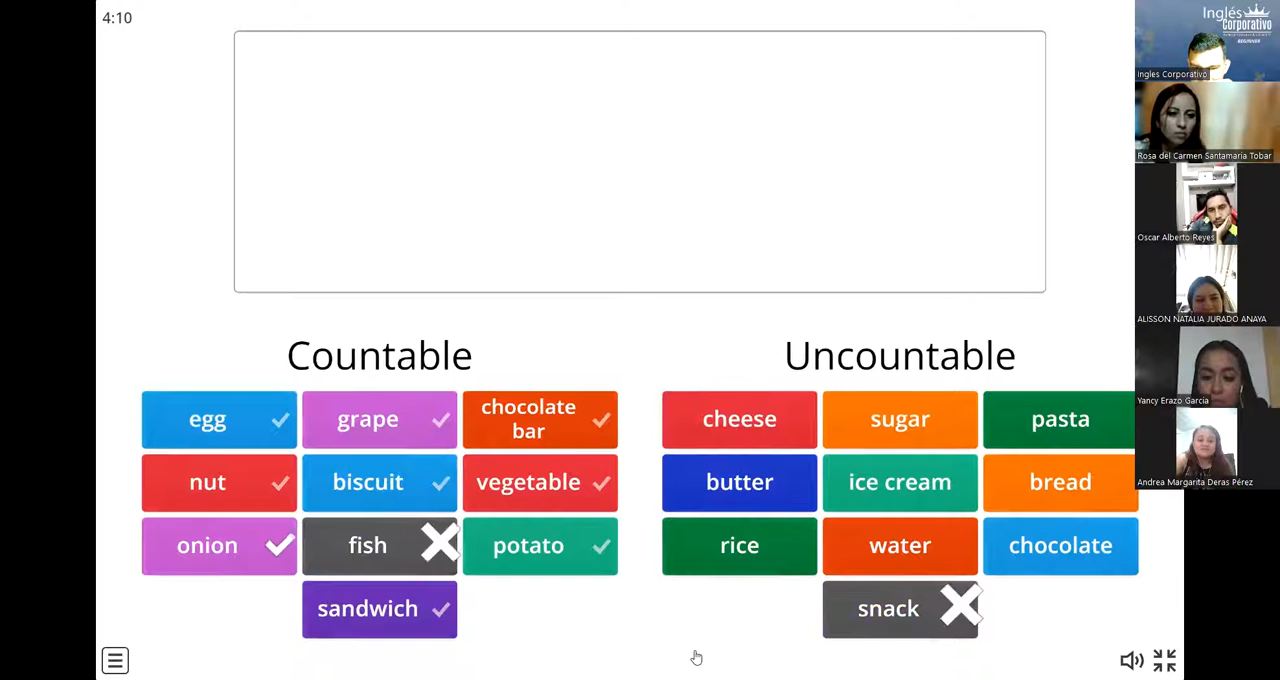 4:10
Countable
Uncountable
egg
grape
chocolate
bar
nut
biscuit
vegetable
onion
fish
potato
sandwich
cheese
sugar
pasta
butter
ice cream
bread
rice
water
chocolate
snack
Inglés
Corporativo
BEGINNER
ingles Corporativo
Rosa del Carmen Santamaría Tobar
Oscar Alberto Reyes
ALISSON NATALIA JURADO ANAYA
Yancy Erazo Garcia
Andrea Margarita Deras Pérez